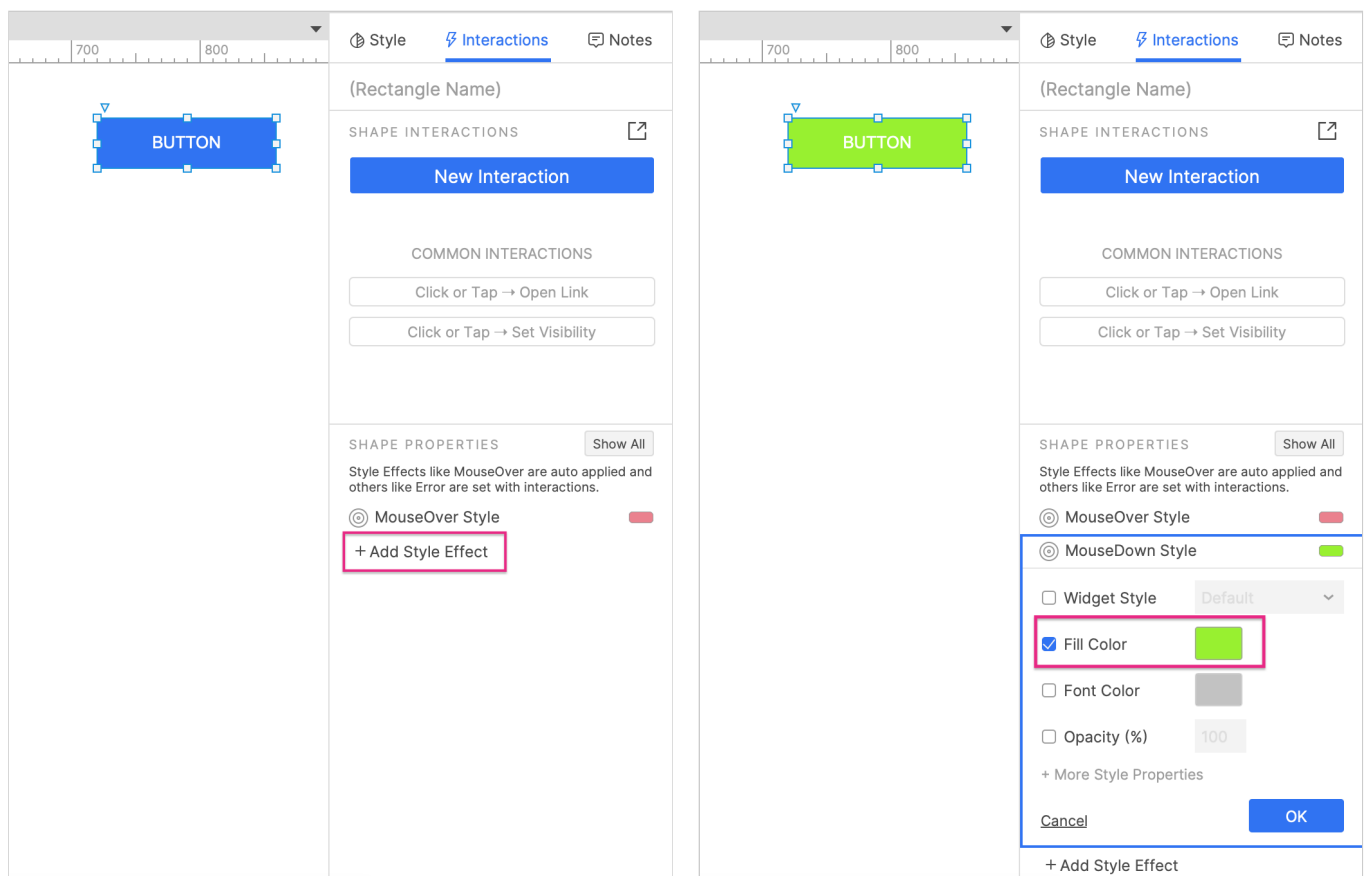 700
800
Style
Interactions
Notes
(Rectangle Name)
BUTTON
SHAPE INTERACTIONS
New Interaction
COMMON INTERACTIONS
Click or Tap → Open Link
Click or Tap → Set Visibility
SHAPE PROPERTIES
Show All
Style Effects like MouseOver are auto applied and
others like Error are set with interactions.
MouseOver Style
+ Add Style Effect
700
800
Style
Interactions
Notes
(Rectangle Name)
BUTTON
SHAPE INTERACTIONS
New Interaction
COMMON INTERACTIONS
Click or Tap → Open Link
Click or Tap → Set Visibility
SHAPE PROPERTIES
Show All
Style Effects like MouseOver are auto applied and
others like Error are set with interactions.
MouseOver Style
MouseDown Style
Widget Style
Default
Fill Color
Font Color
Opacity (%)
100
+ More Style Properties
Cancel
OK
+ Add Style Effect